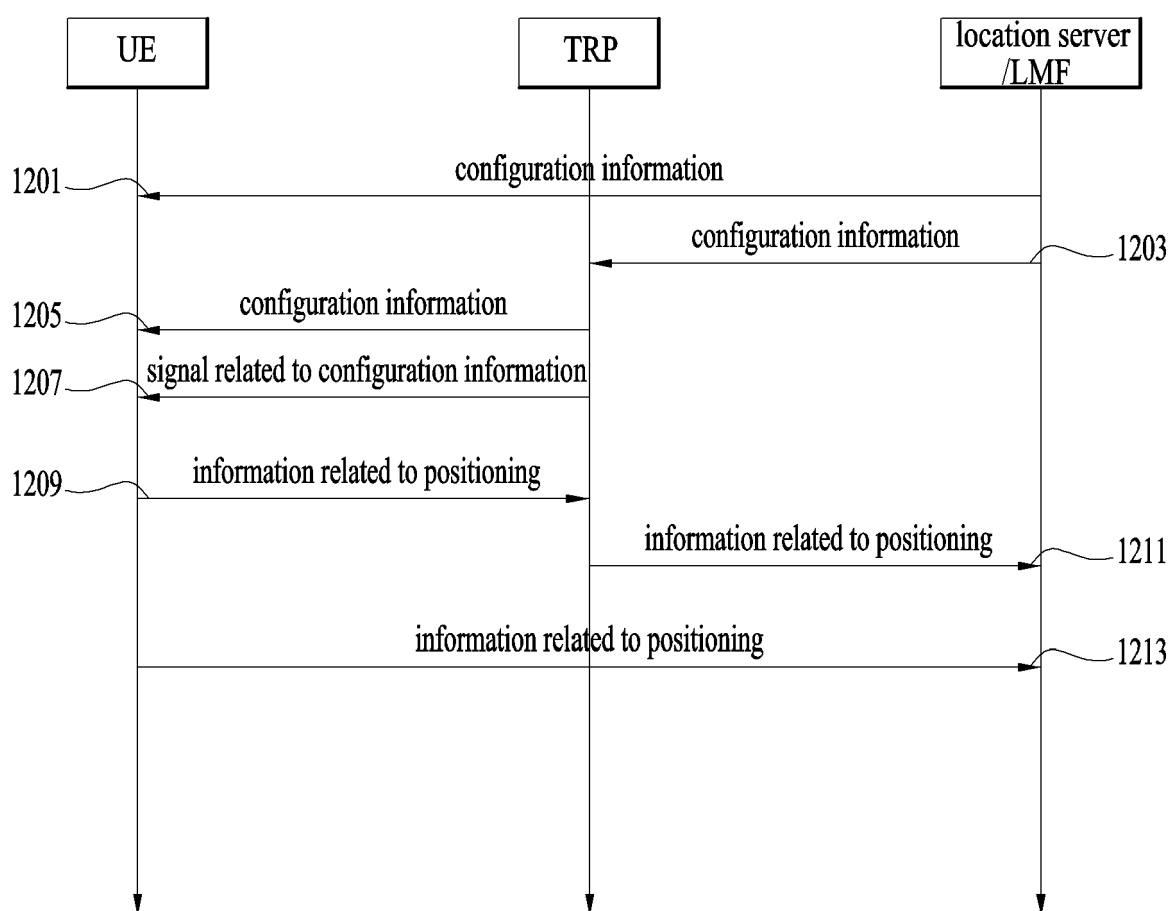 UE
TRP
location server
/LMF
configuration information
1201
configuration information
1203
configuration information
1205
signal related to configuration information
1207
information related to positioning
1209
information related to positioning
1211
information related to positioning
1213